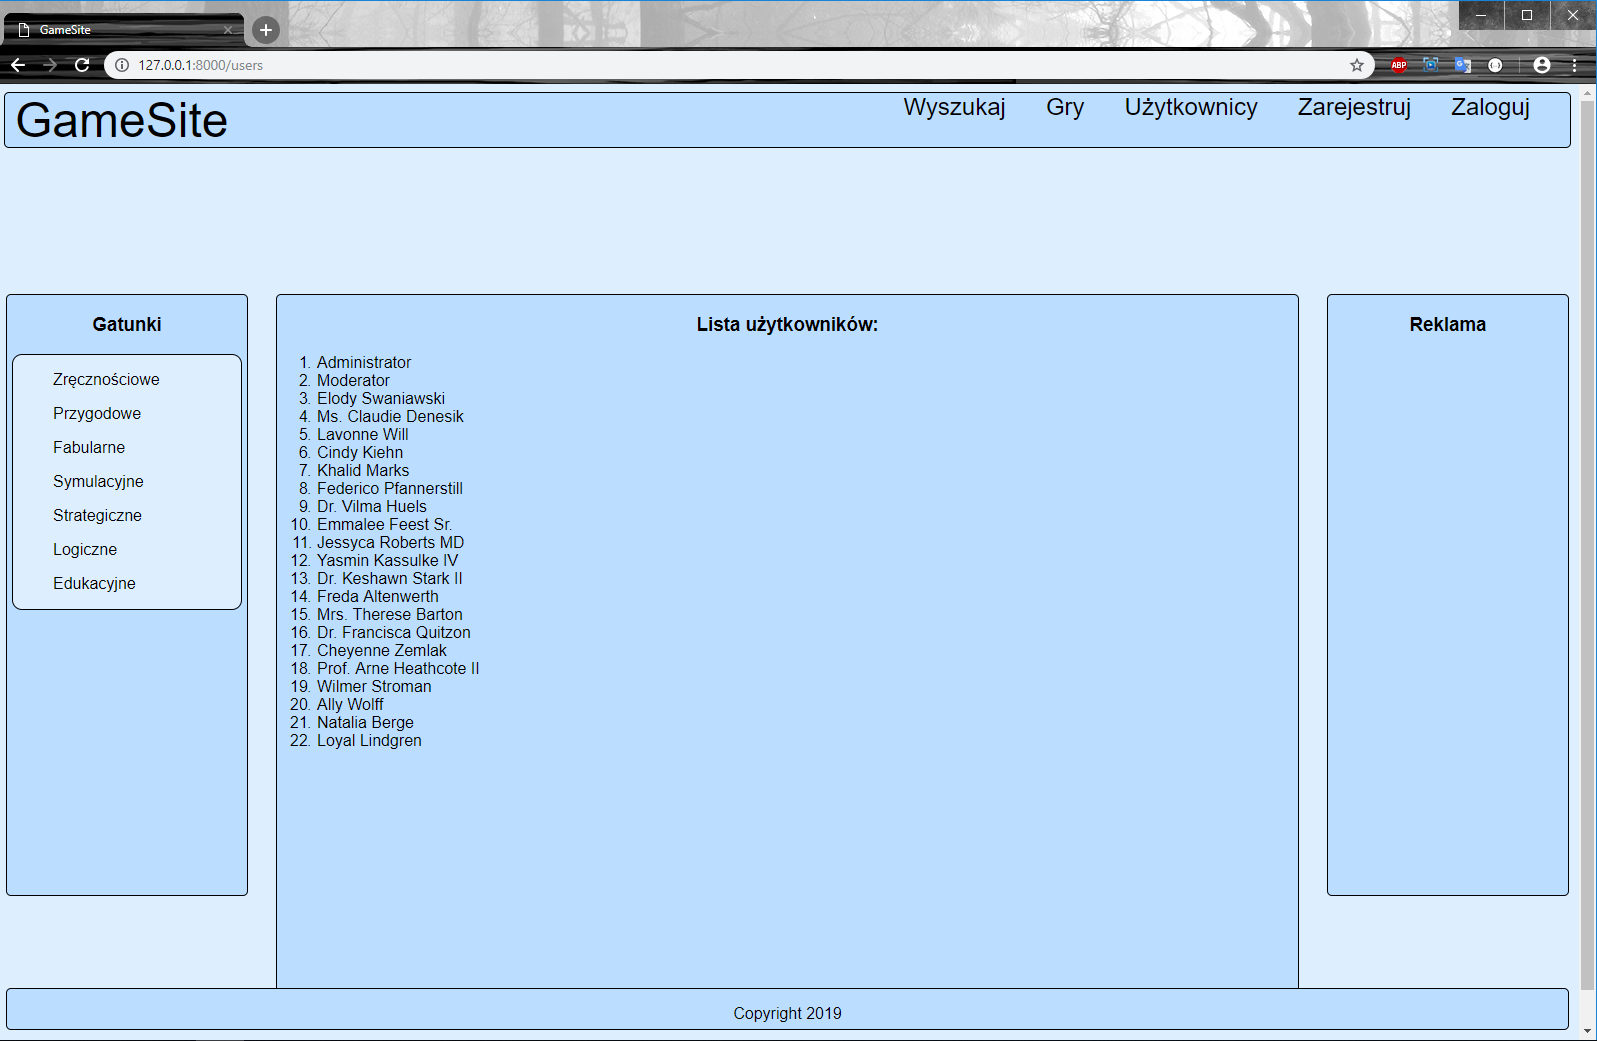 GameSite
127.0.0.1:8000/users
ABP
GameSite
Wyszukaj Gry Użytkownicy Zarejestruj Zaloguj
Gatunki
Zręcznościowe
Przygodowe
Fabularne
Symulacyjne
Strategiczne
Logiczne
Edukacyjne
Lista użytkowników:
1. Administrator
2. Moderator
3. Elody Swaniawski
4. Ms. Claudie Denesik
5. Lavonne Will
6. Cindy Kiehn
7. Khalid Marks
8. Federico Pfannerstill
9. Dr. Vilma Huels
10. Emmalee Feest Sr.
11. Jessyca Roberts MD
12. Yasmin Kassulke IV
13. Dr. Keshawn Stark II
14. Freda Altenwerth
15. Mrs. Therese Barton
16. Dr. Francisca Quitzon
17. Cheyenne Zemlak
18. Prof. Arne Heathcote II
19. Wilmer Stroman
20. Ally Wolff
21. Natalia Berge
22. Loyal Lindgren
Reklama
Copyright 2019